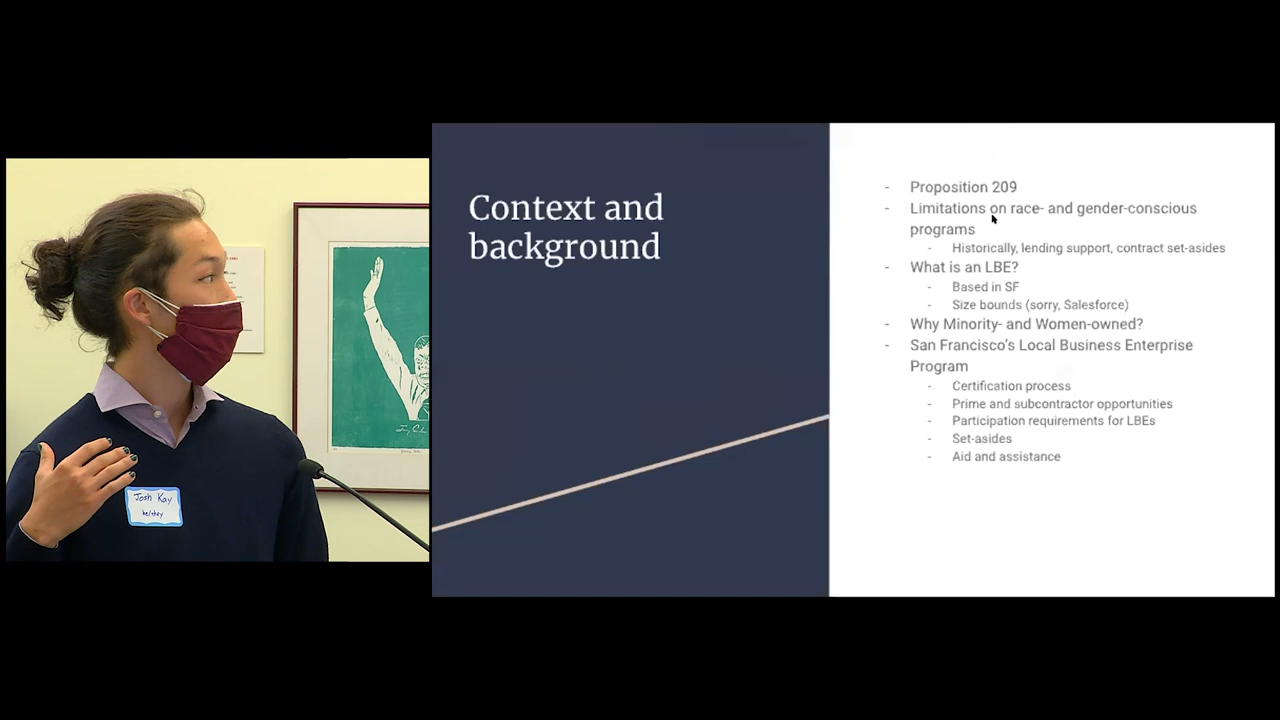 Context and
background
- Proposition 209
- Limitations on race- and gender-conscious
programs
- Historically, lending support, contract set-asides
- What is an LBE?
- Based in SF
- Size bounds (sorry, Salesforce)
- Why Minority- and Women-owned?
- San Francisco's Local Business Enterprise
Program
- Certification process
- Prime and subcontractor opportunities
- Participation requirements for LBEs
- Set-asides
- Aid and assistance
Josh Kay
he/they